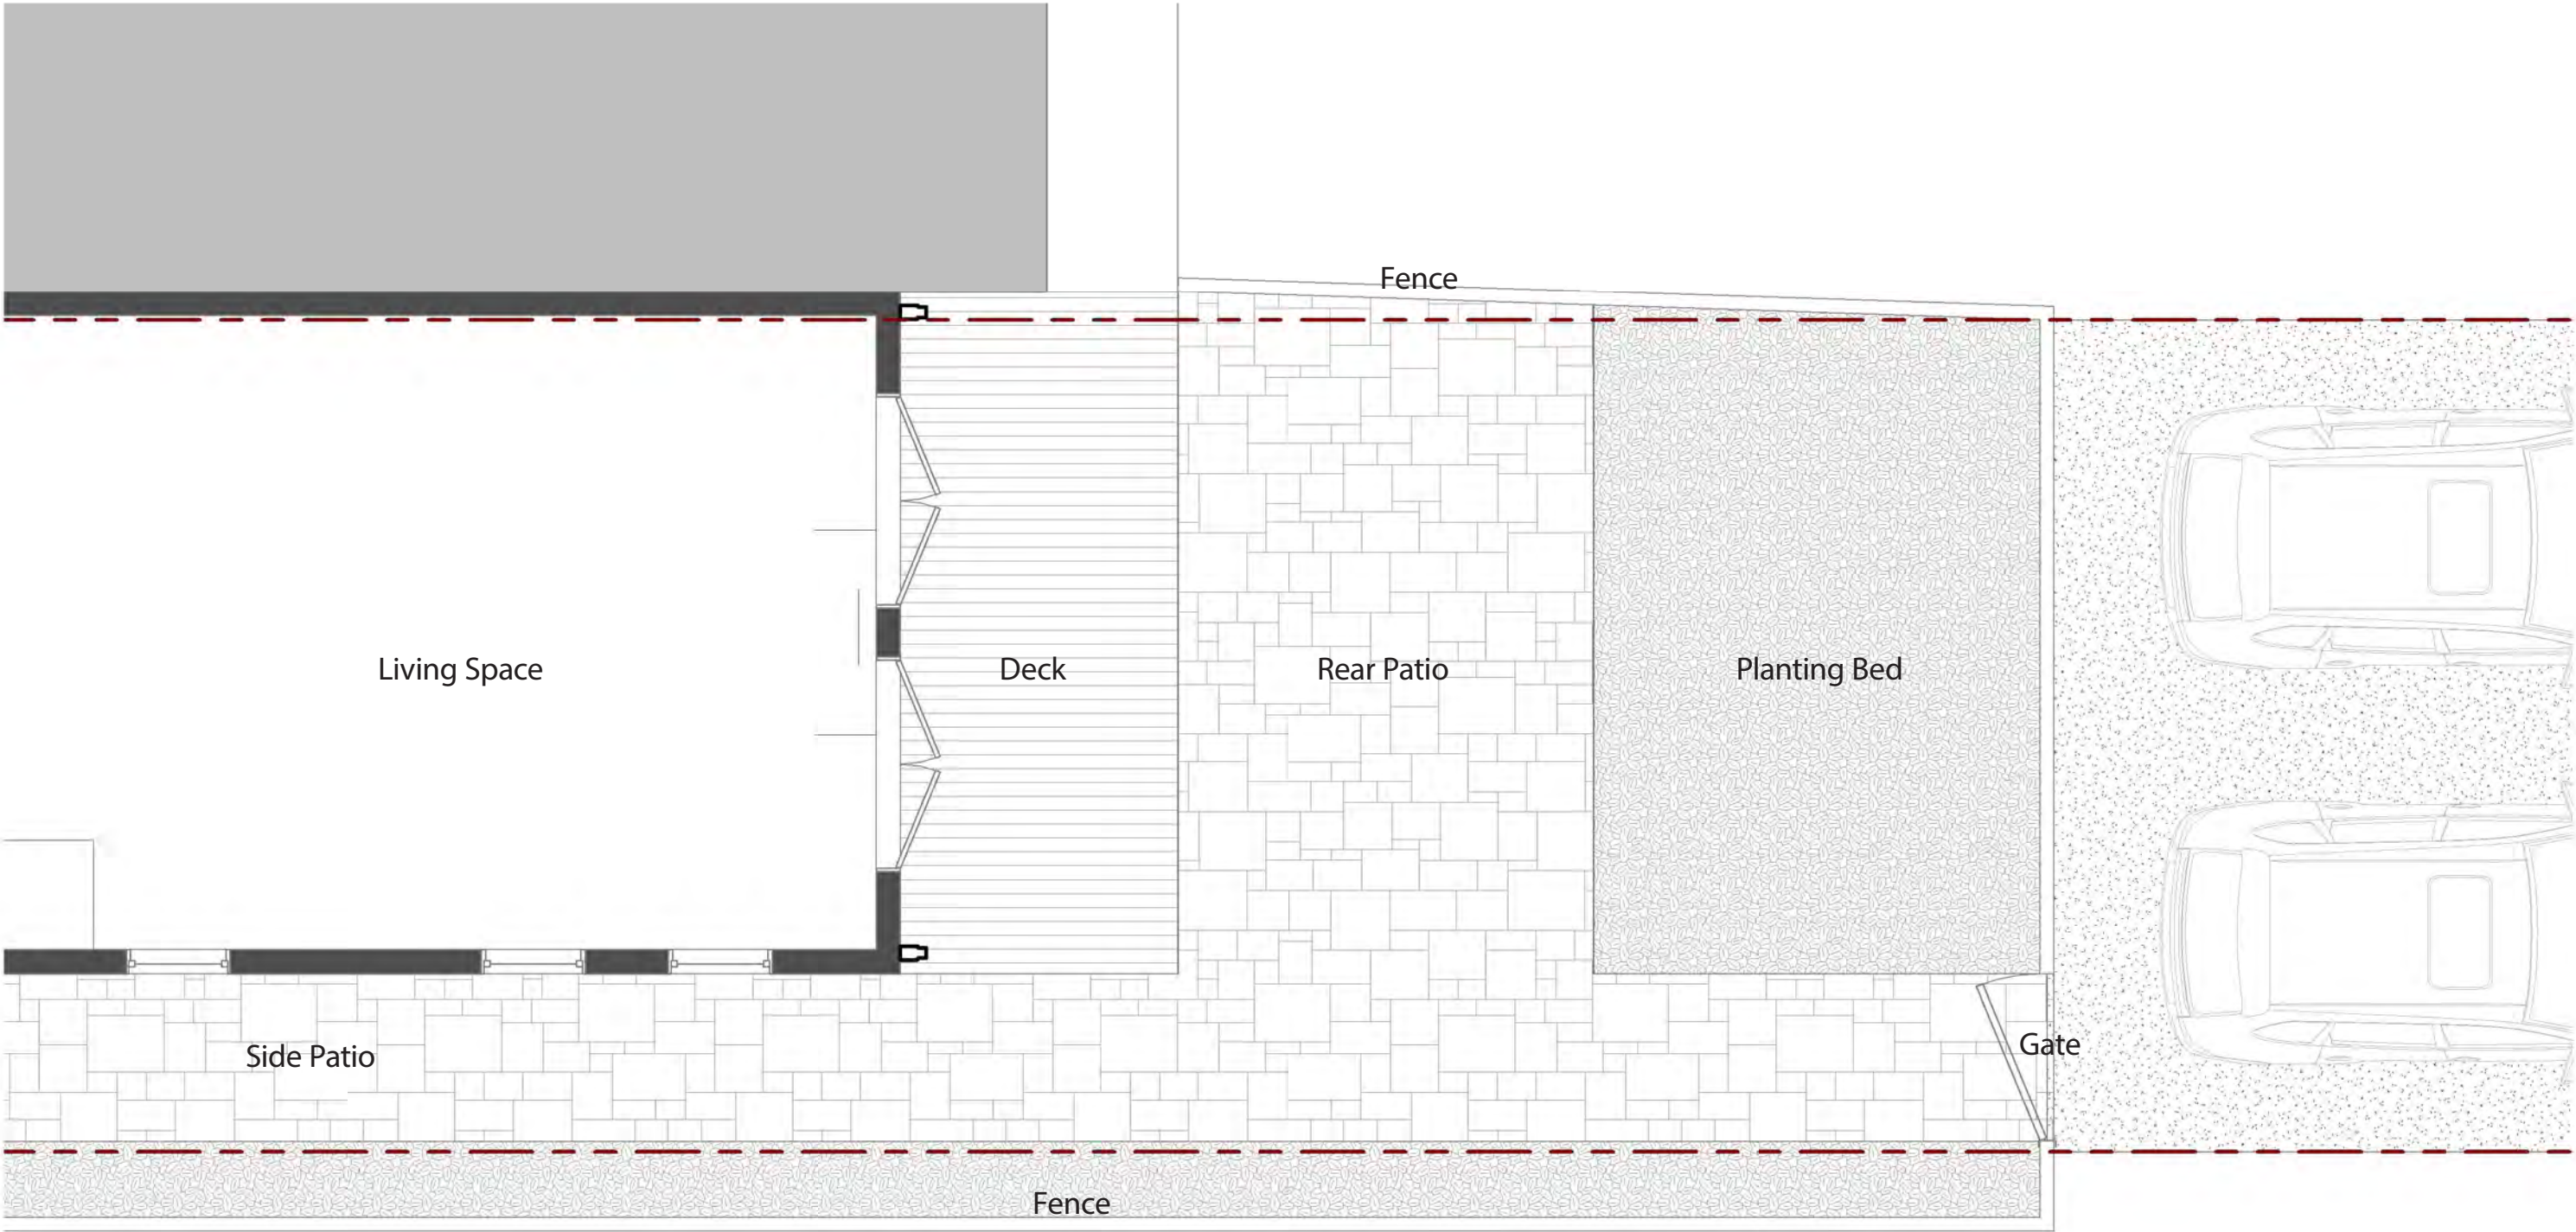 Fence
Living Space
Deck
Rear Patio
Planting Bed
Side Patio
Gate
Fence